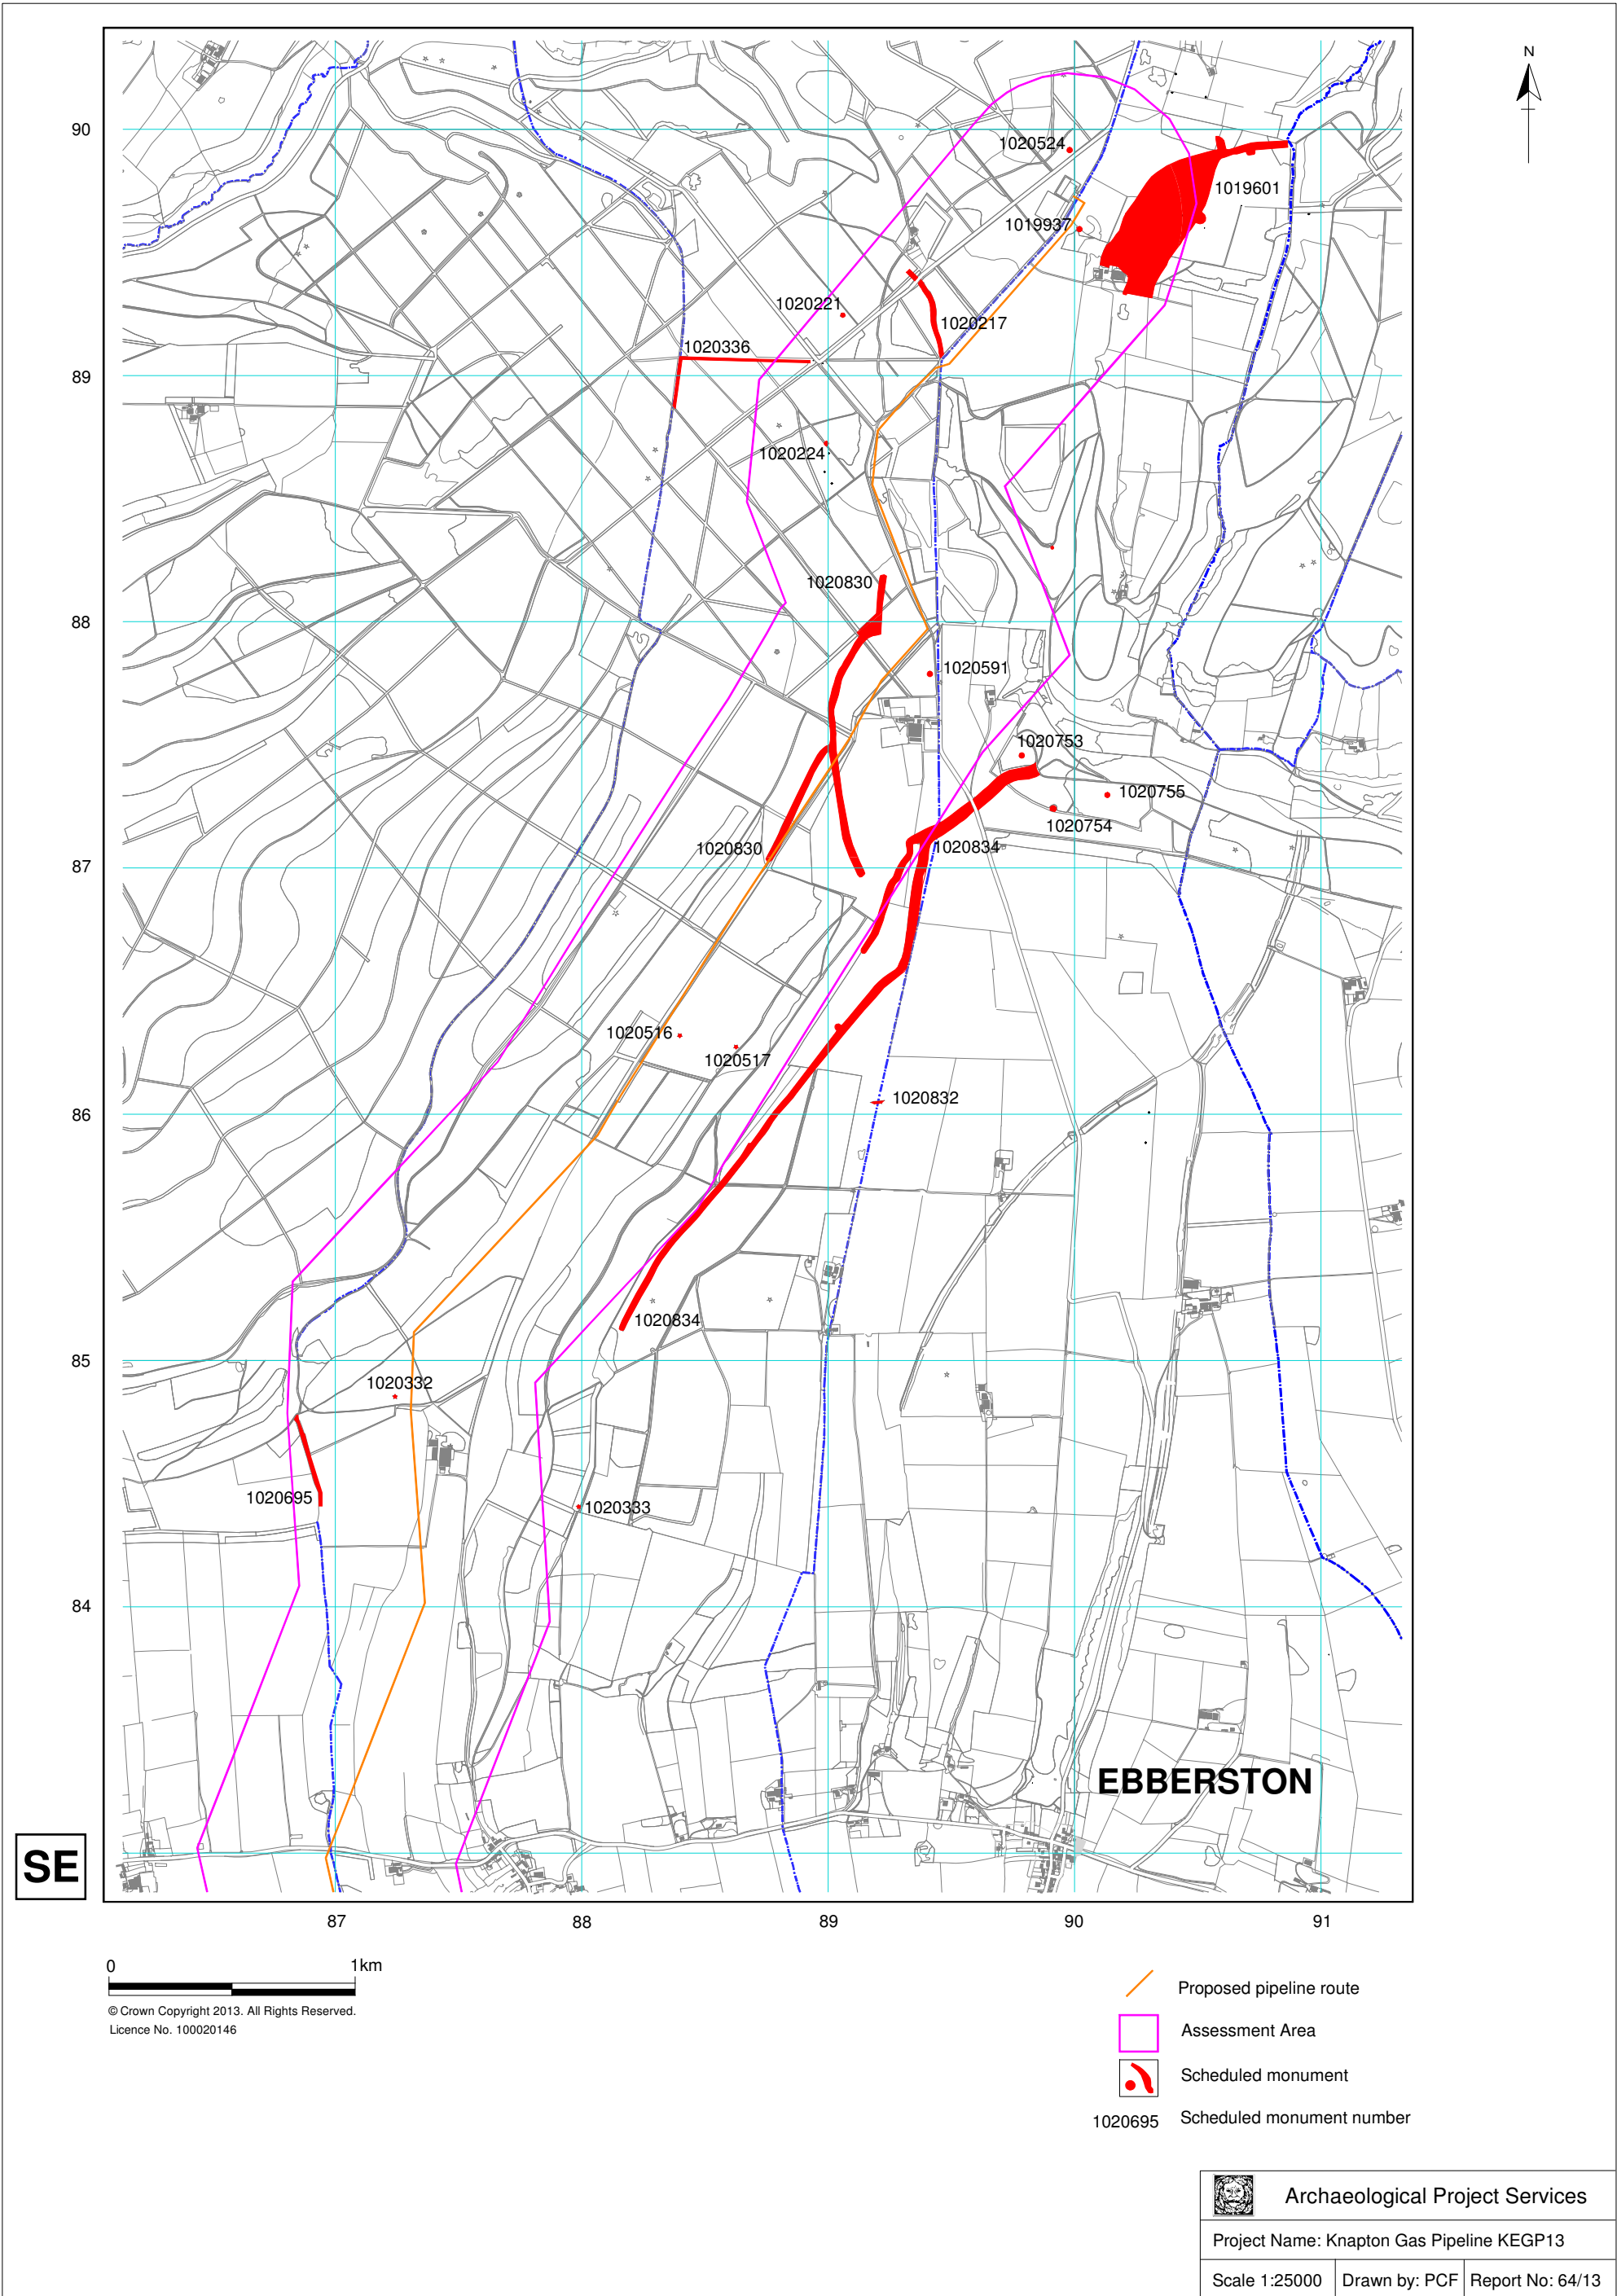 N
90
1020524
1019601
1019937
1020221
1020217
1020336
89
1020224
1020830
88
1020591
1020753
1020755
1020754
1020830
1020834
87
1020516
1020517
1020832
86
1020834
85
1020332
1020695
1020333
84
EBBERSTON
SE
87 88 89 90 91
0 1km
© Crown Copyright 2013. All Rights Reserved.
Licence No. 100020146
Proposed pipeline route
Assessment Area
Scheduled monument
1020695 Scheduled monument number
Archaeological Project Services
Project Name: Knapton Gas Pipeline KEGP13
Scale 1:25000 Drawn by: PCF Report No: 64/13